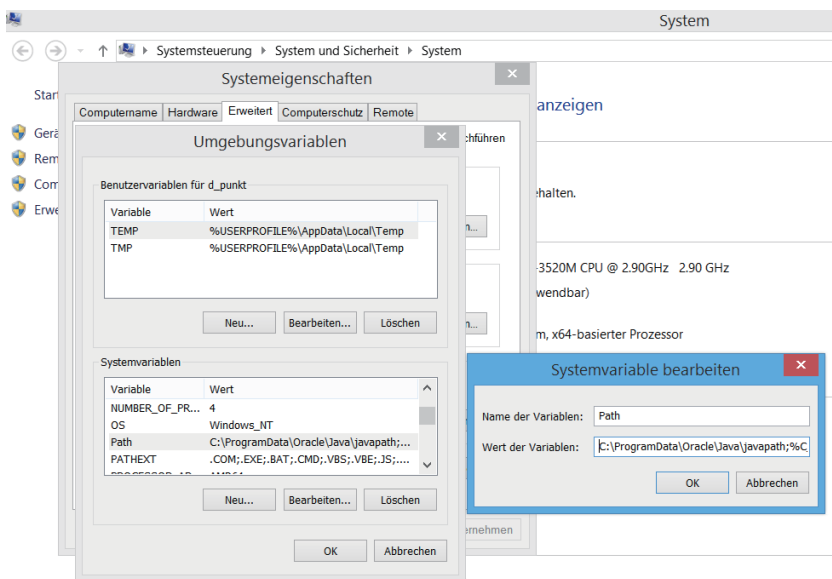 System
Systemsteuerung ▸ System und Sicherheit ▸ System
Systemeigenschaften
anzeigen
Computername Hardware Erweitert Computerschutz Remote
Umgebungsvariablen
Benutzervariablen für d_punkt
Variable Wert
TEMP %USERPROFILE%\AppData\Local\Temp
TMP %USERPROFILE%\AppData\Local\Temp
Neu... Bearbeiten... Löschen
Systemvariablen
Variable Wert
NUMBER_OF_PR... 4
OS Windows_NT
Path C:\ProgramData\Oracle\Java\javapath;...
PATHEXT .COM;.EXE;.BAT;.CMD;.VBS;.VBE;.JS;....
Neu... Bearbeiten... Löschen
OK Abbrechen
-3520M CPU @ 2.90GHz 2.90 GHz
m, x64-basierter Prozessor
Systemvariable bearbeiten
Name der Variablen: Path
Wert der Variablen: C:\ProgramData\Oracle\Java\javapath;%C
OK Abbrechen